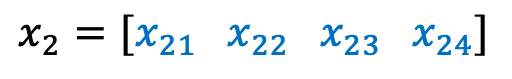 x₂ = [x₂₁ x₂₂ x₂₃ x₂₄]